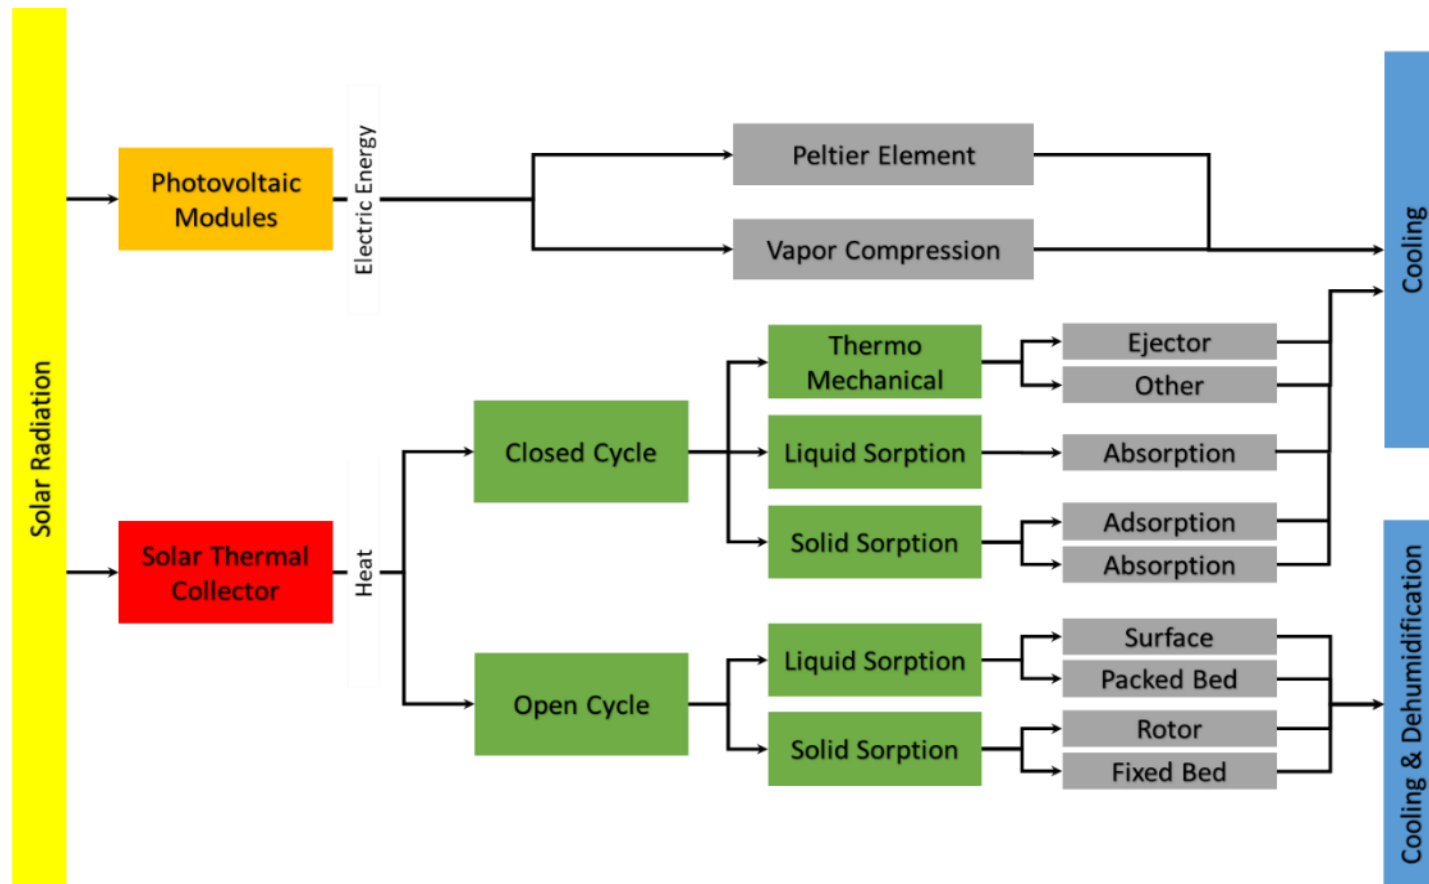 Solar Radiation
Photovoltaic
Modules
Electric Energy
Peltier Element
Vapor Compression
Cooling
Solar Thermal
Collector
Heat
Closed Cycle
Thermo
Mechanical
Ejector
Other
Liquid Sorption
Absorption
Solid Sorption
Adsorption
Absorption
Open Cycle
Liquid Sorption
Surface
Packed Bed
Solid Sorption
Rotor
Fixed Bed
Cooling & Dehumidification